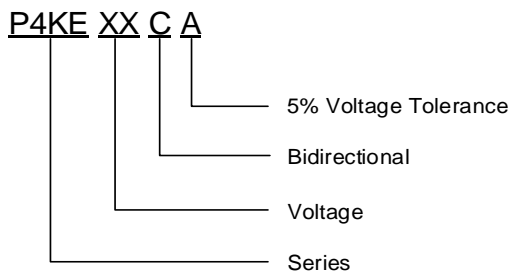 P4KE XX C A
5% Voltage Tolerance
Bidirectional
Voltage
Series